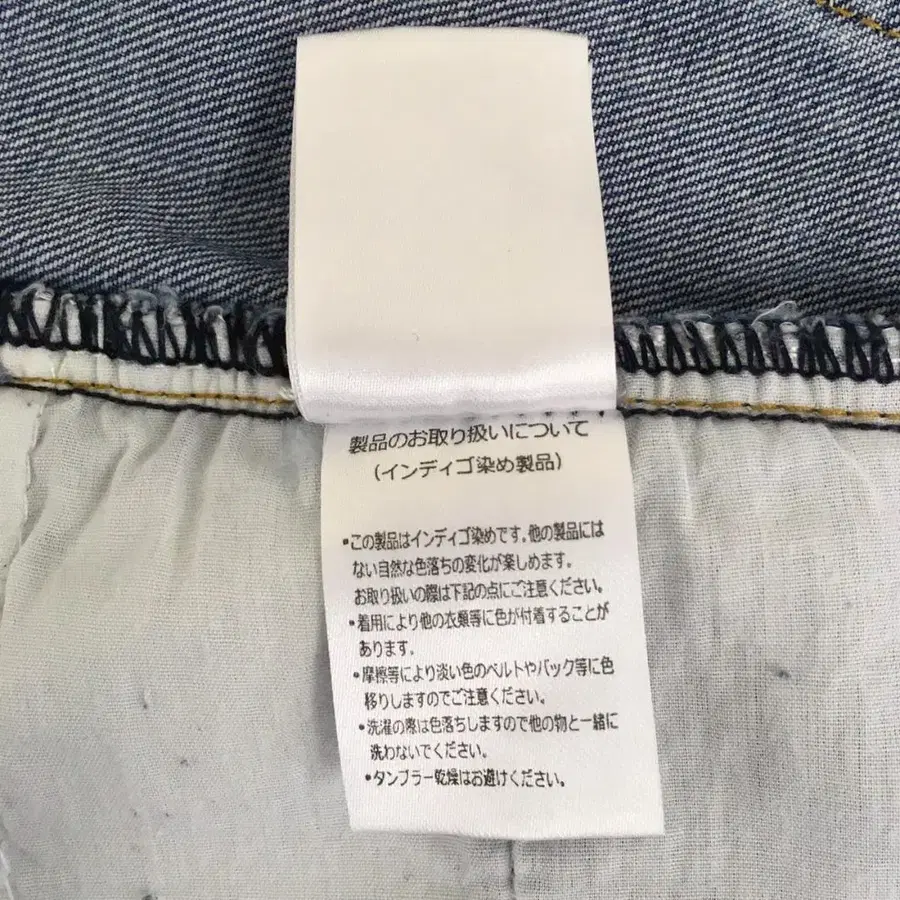 製品のお取り扱いについて
(インディゴ染め製品)
•この製品はインディゴ染めです。他の製品には
ない自然な色落ちの変化が楽しめます。
お取り扱いの際は下記の点にご注意ください。
•着用により他の衣類等に色が付着することが
あります。
•摩擦等により淡い色のベルトやバック等に色
移りしますのでご注意ください。
•洗濯の際は色落ちしますので他の物と一緒に
洗わないでください。
•タンブラー乾燥はお避けください。